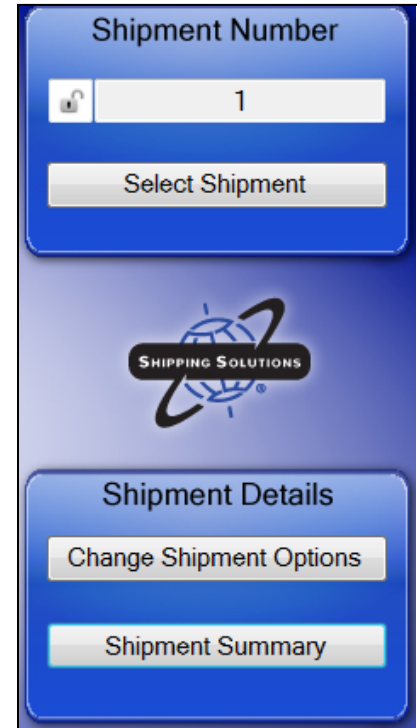 Shipment Number
1
Select Shipment
SHIPPING SOLUTIONS
®
Shipment Details
Change Shipment Options
Shipment Summary